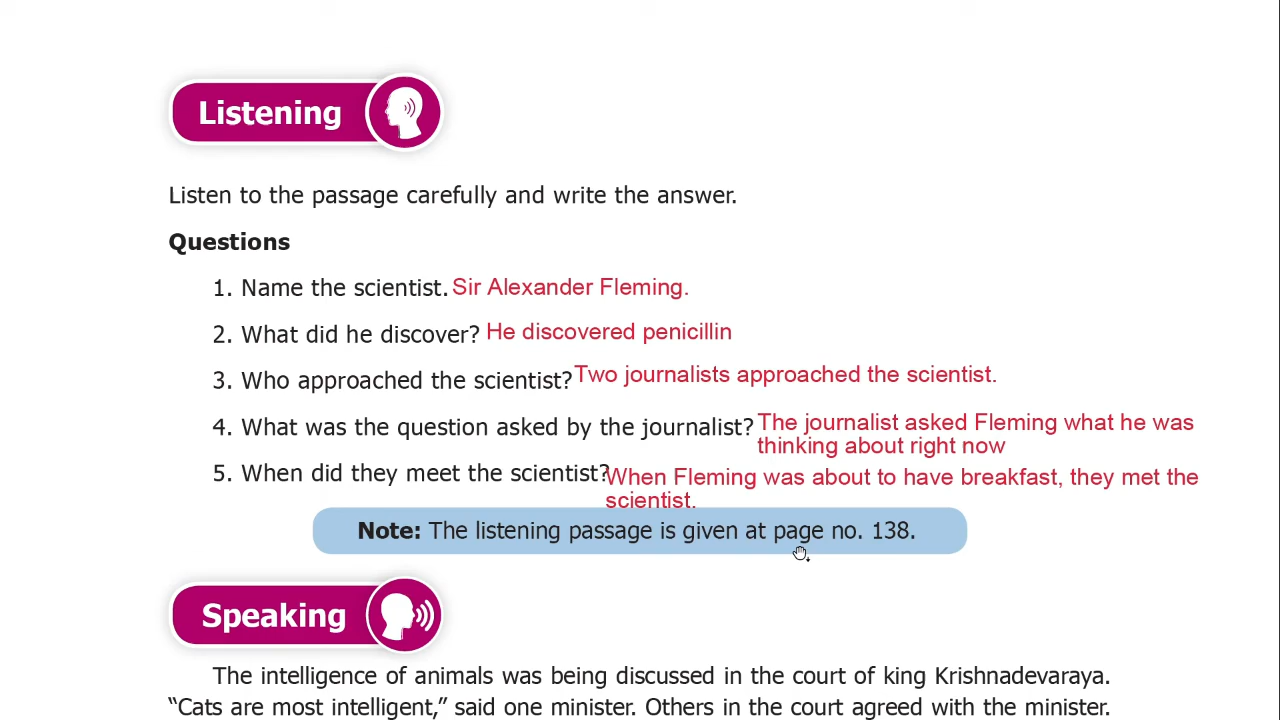 Listening
Listen to the passage carefully and write the answer.
Questions
1. Name the scientist. Sir Alexander Fleming.
2. What did he discover? He discovered penicillin
3. Who approached the scientist? Two journalists approached the scientist.
4. What was the question asked by the journalist? The journalist asked Fleming what he was
thinking about right now
5. When did they meet the scientist? When Fleming was about to have breakfast, they met the
scientist.
Note: The listening passage is given at page no. 138.
Speaking
The intelligence of animals was being discussed in the court of king Krishnadevaraya.
“Cats are most intelligent,” said one minister. Others in the court agreed with the minister.